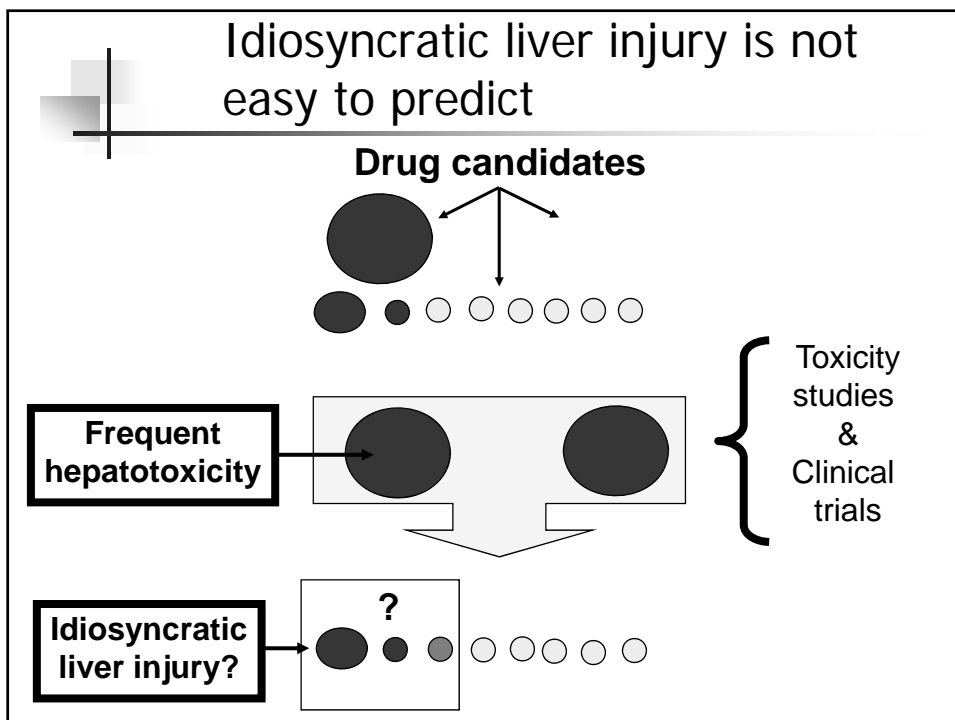 Idiosyncratic liver injury is not
easy to predict
Drug candidates
Toxicity
studies
&
Clinical
trials
Frequent
hepatotoxicity
?
Idiosyncratic
liver injury?